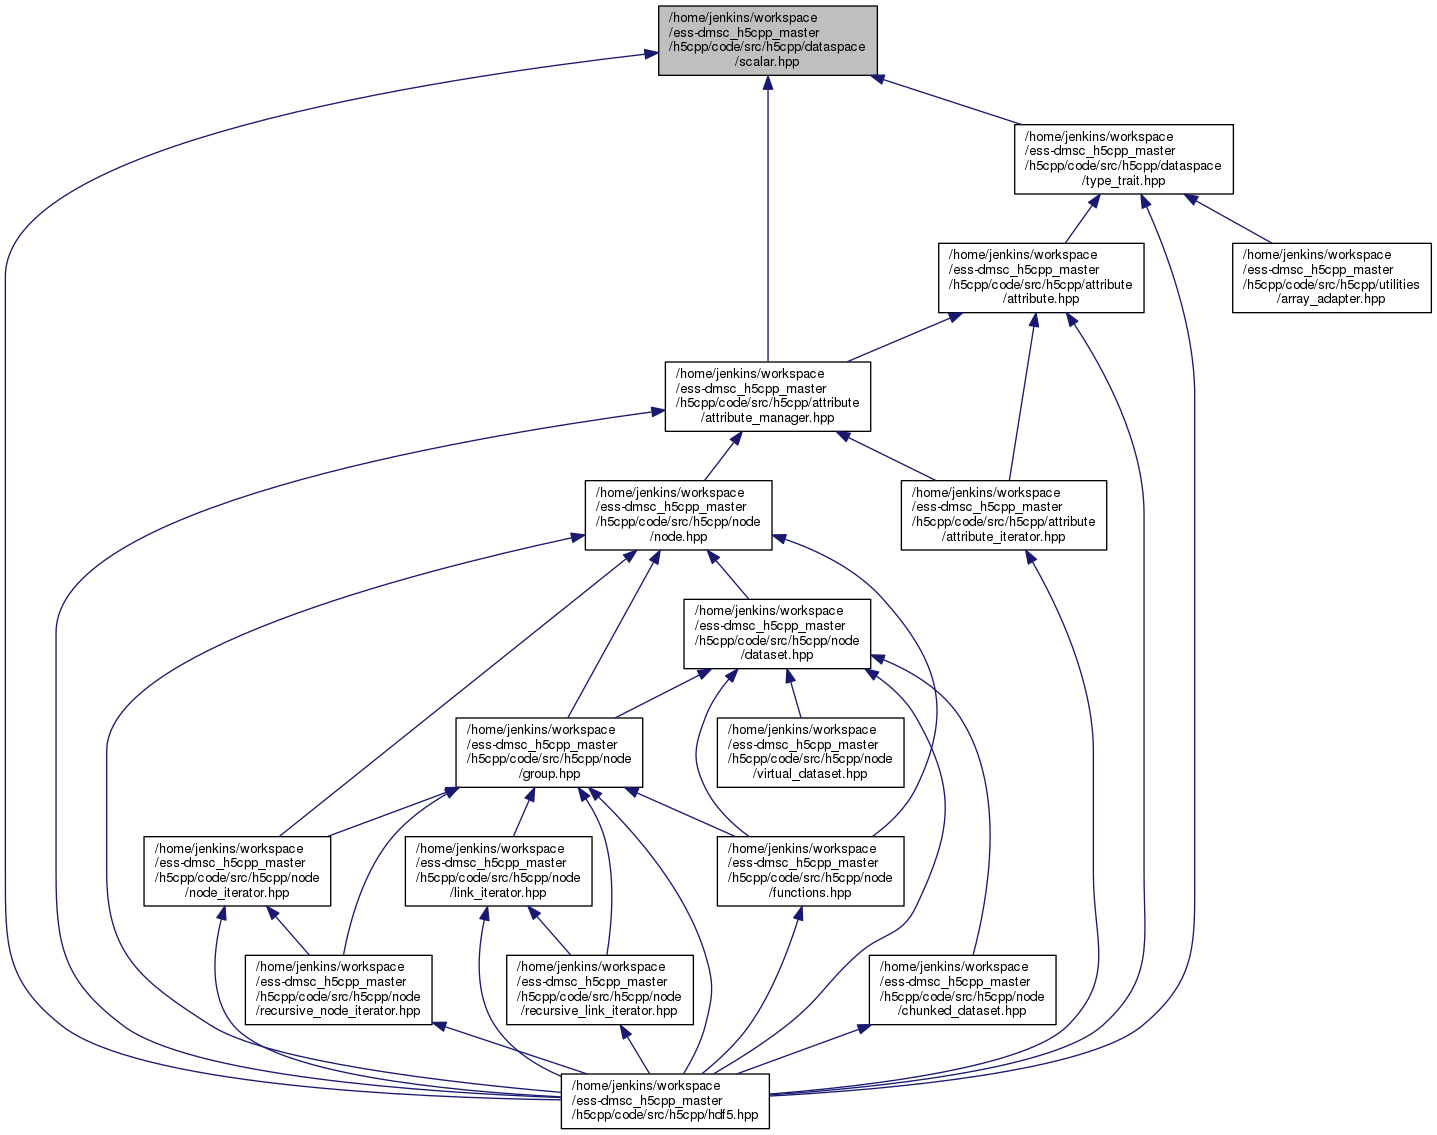 /home/jenkins/workspace
/ess-dmsc_h5cpp_master
/h5cpp/code/src/h5cpp/dataspace
/scalar.hpp
/home/jenkins/workspace
/ess-dmsc_h5cpp_master
/h5cpp/code/src/h5cpp/dataspace
/type_trait.hpp
/home/jenkins/workspace
/ess-dmsc_h5cpp_master
/h5cpp/code/src/h5cpp/attribute
/attribute.hpp
/home/jenkins/workspace
/ess-dmsc_h5cpp_master
/h5cpp/code/src/h5cpp/utilities
/array_adapter.hpp
/home/jenkins/workspace
/ess-dmsc_h5cpp_master
/h5cpp/code/src/h5cpp/attribute
/attribute_manager.hpp
/home/jenkins/workspace
/ess-dmsc_h5cpp_master
/h5cpp/code/src/h5cpp/node
/node.hpp
/home/jenkins/workspace
/ess-dmsc_h5cpp_master
/h5cpp/code/src/h5cpp/attribute
/attribute_iterator.hpp
/home/jenkins/workspace
/ess-dmsc_h5cpp_master
/h5cpp/code/src/h5cpp/node
/dataset.hpp
/home/jenkins/workspace
/ess-dmsc_h5cpp_master
/h5cpp/code/src/h5cpp/node
/group.hpp
/home/jenkins/workspace
/ess-dmsc_h5cpp_master
/h5cpp/code/src/h5cpp/node
/virtual_dataset.hpp
/home/jenkins/workspace
/ess-dmsc_h5cpp_master
/h5cpp/code/src/h5cpp/node
/node_iterator.hpp
/home/jenkins/workspace
/ess-dmsc_h5cpp_master
/h5cpp/code/src/h5cpp/node
/link_iterator.hpp
/home/jenkins/workspace
/ess-dmsc_h5cpp_master
/h5cpp/code/src/h5cpp/node
/functions.hpp
/home/jenkins/workspace
/ess-dmsc_h5cpp_master
/h5cpp/code/src/h5cpp/node
/recursive_node_iterator.hpp
/home/jenkins/workspace
/ess-dmsc_h5cpp_master
/h5cpp/code/src/h5cpp/node
/recursive_link_iterator.hpp
/home/jenkins/workspace
/ess-dmsc_h5cpp_master
/h5cpp/code/src/h5cpp/node
/chunked_dataset.hpp
/home/jenkins/workspace
/ess-dmsc_h5cpp_master
/h5cpp/code/src/h5cpp/hdf5.hpp